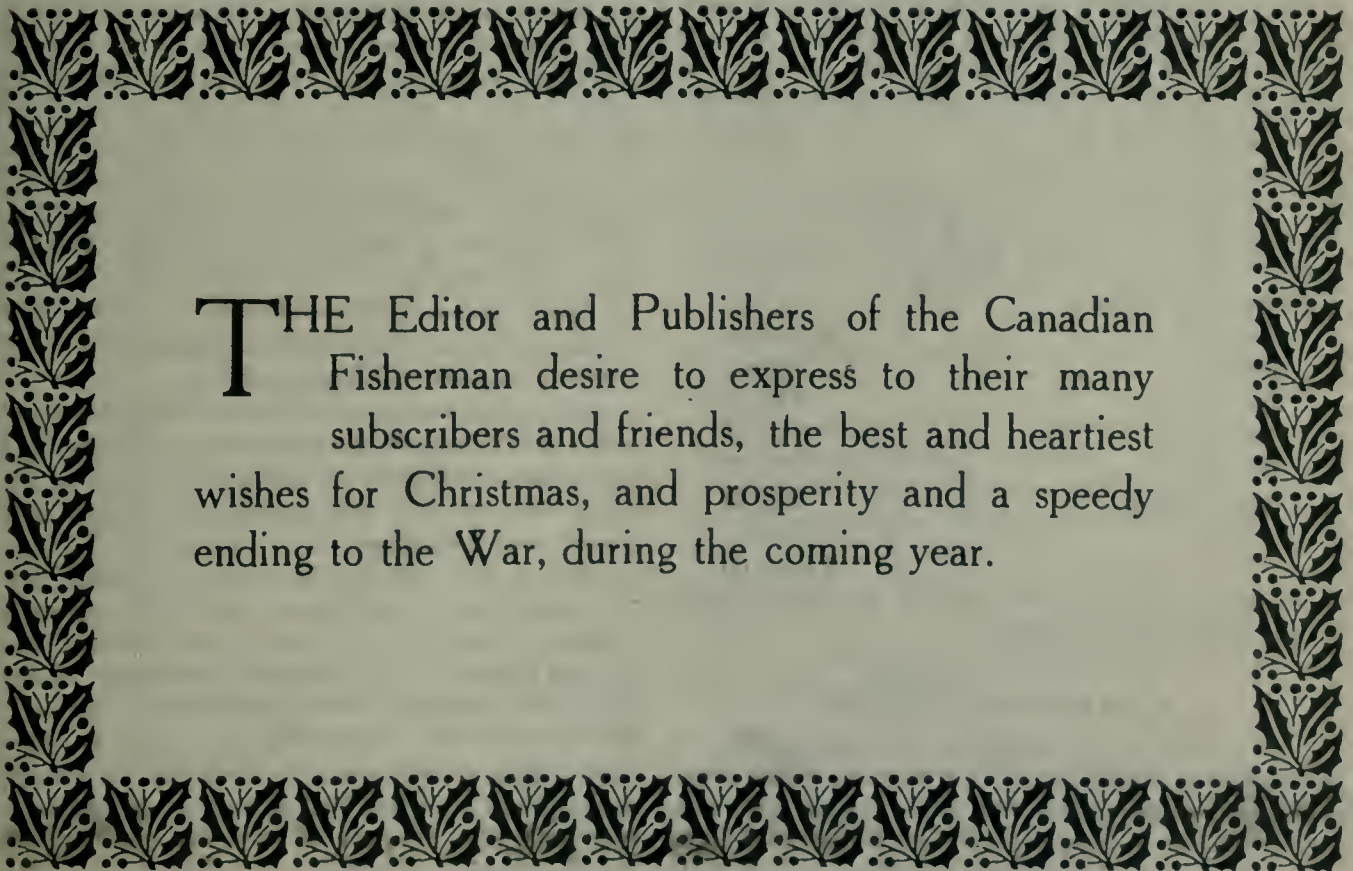 THE Editor and Publishers of the Canadian
Fisherman desire to express to their many
subscribers and friends, the best and heartiest
wishes for Christmas, and prosperity and a speedy
ending to the War, during the coming year.